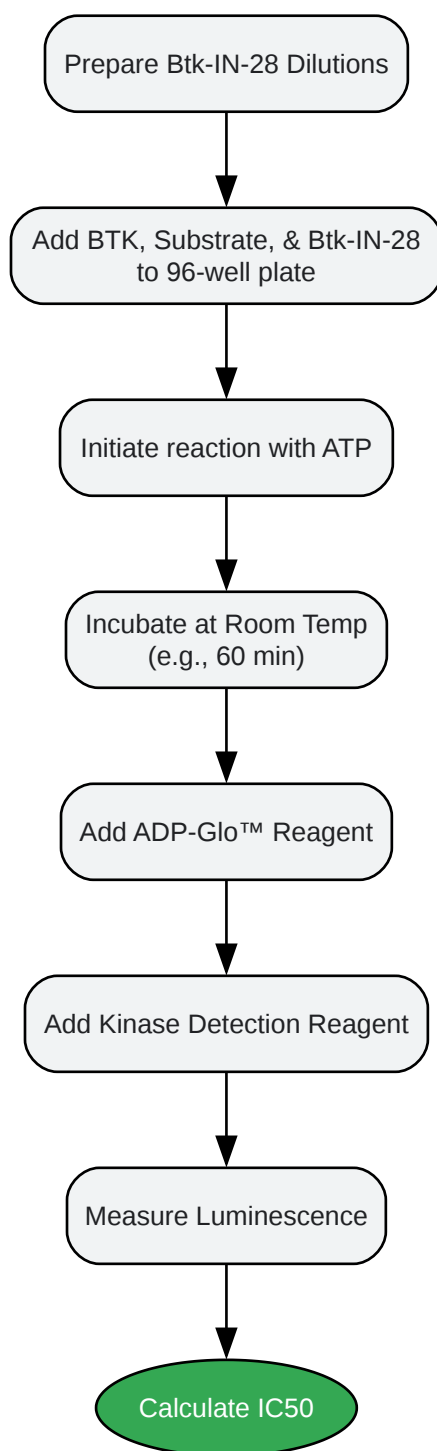 Prepare Btk-IN-28 Dilutions
Add BTK, Substrate, & Btk-IN-28
to 96-well plate
Initiate reaction with ATP
Incubate at Room Temp
(e.g., 60 min)
Add ADP-Glo™ Reagent
Add Kinase Detection Reagent
Measure Luminescence
Calculate IC50